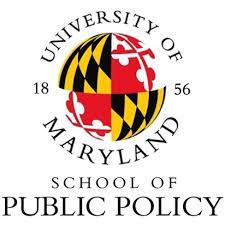 UNIVERSITY OF
18 56
MARYLAND
SCHOOL OF
PUBLIC POLICY